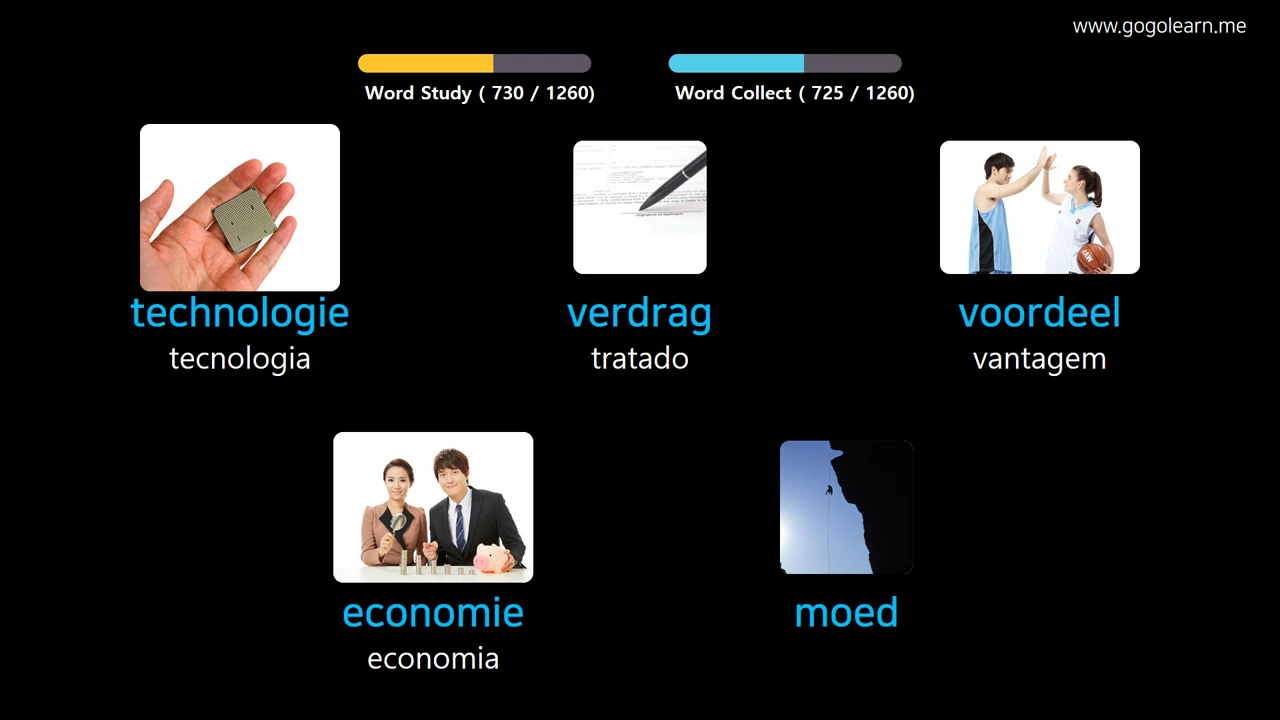 www.gogolearn.me
Word Study ( 730 / 1260)
Word Collect ( 725 / 1260)
technologie
tecnologia
verdrag
tratado
voordeel
vantagem
economie
economia
moed